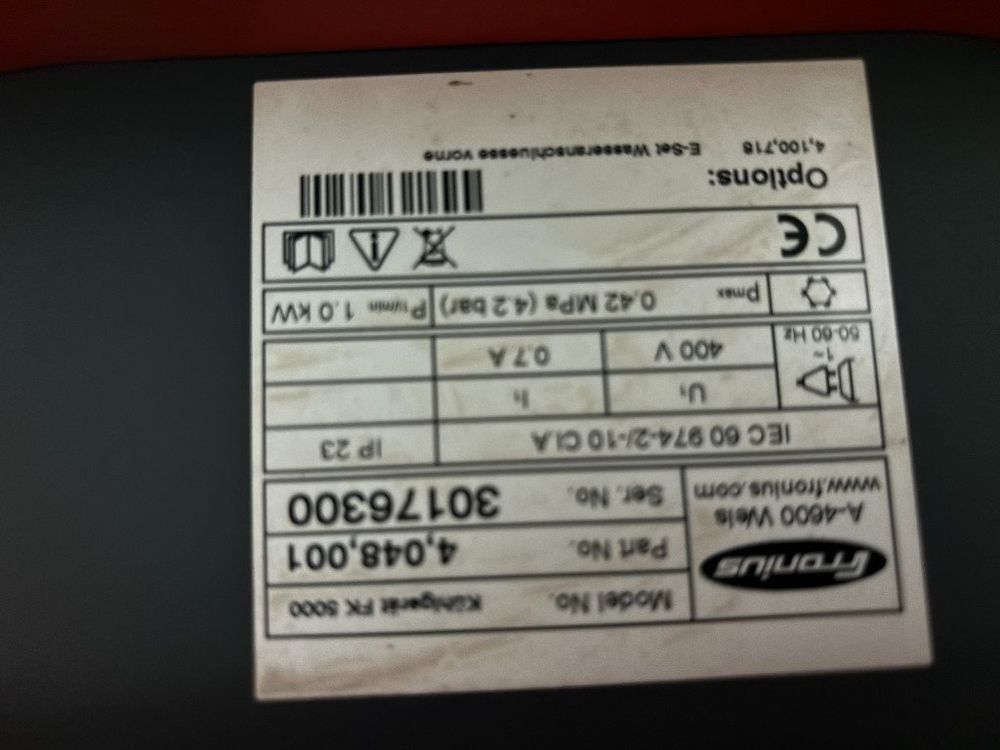 Fronius
A-4600 Wels
www.fronius.com
Model No. Kühlgerät FK 5000
Part No. 4,048,001
Ser. No. 30176300
IEC 60 974-2/-10 Cl.A IP 23
1~
50-60 Hz
U₁ I₁
400 V 0.7 A
pmax 0.42 MPa (4.2 bar) P1l/min 1.0 kW
CE
Options:
4,100,718 E-Set Wasseranschluesse vorne